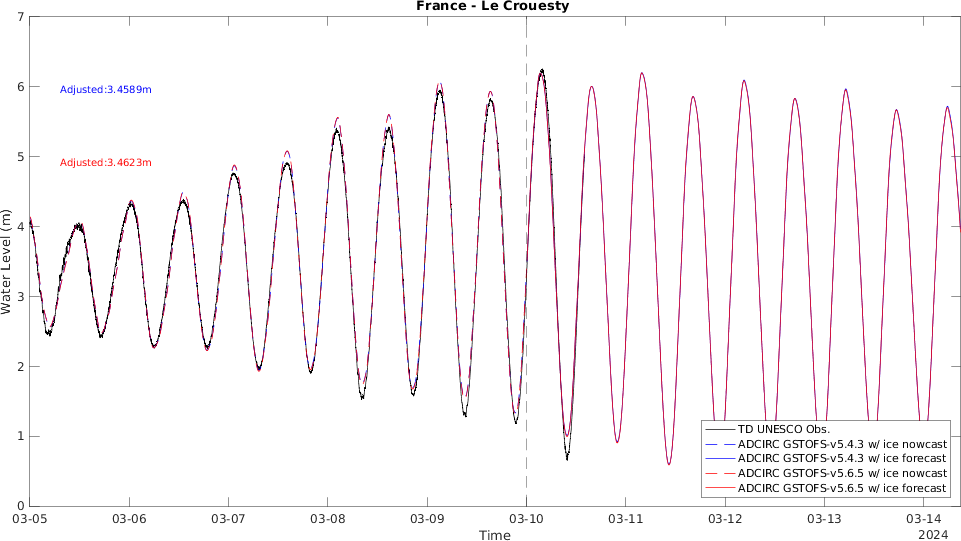 France - Le Crouesty
7
6
5
4
3
2
1
0
Water Level (m)
Adjusted:3.4589m
Adjusted:3.4623m
TD UNESCO Obs.
ADCIRC GSTOFS-v5.4.3 w/ ice nowcast
ADCIRC GSTOFS-v5.4.3 w/ ice forecast
ADCIRC GSTOFS-v5.6.5 w/ ice nowcast
ADCIRC GSTOFS-v5.6.5 w/ ice forecast
03-05 03-06 03-07 03-08 03-09 03-10 03-11 03-12 03-13 03-14
Time
2024